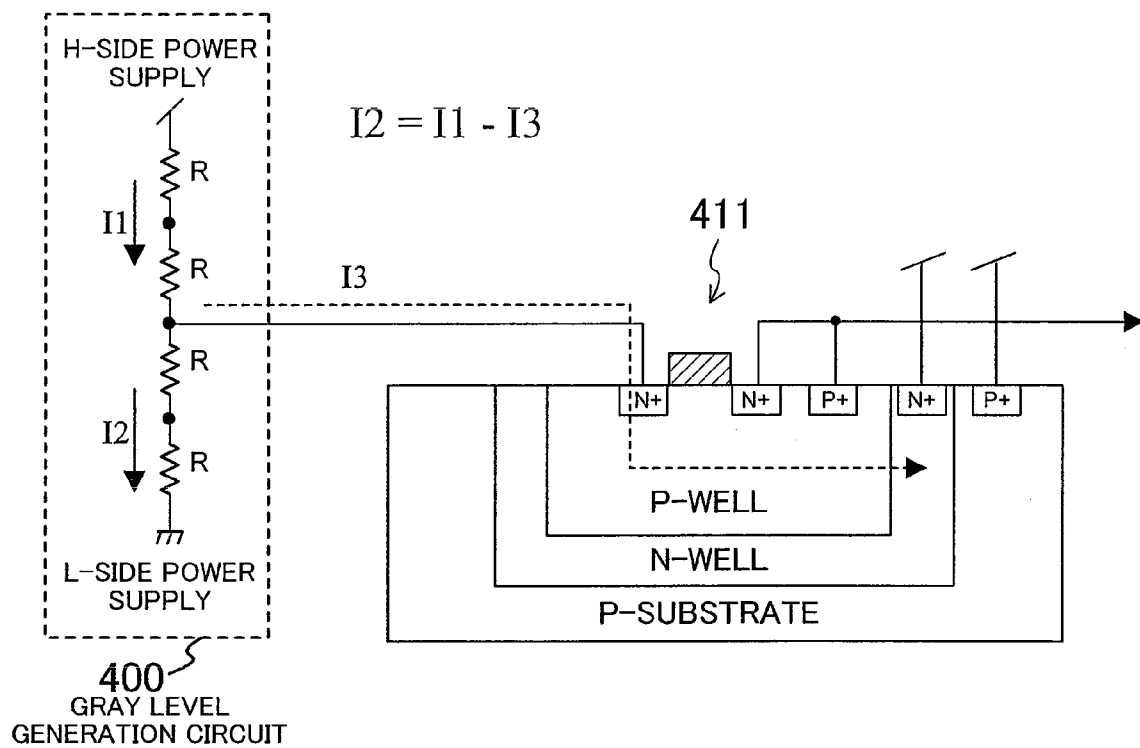 H-SIDE POWER
SUPPLY
I2 = I1 - I3
R
I1
R
I3
411
R
I2
R
N+
N+
P+
N+
P+
P-WELL
N-WELL
P-SUBSTRATE
L-SIDE POWER
SUPPLY
400
GRAY LEVEL
GENERATION CIRCUIT